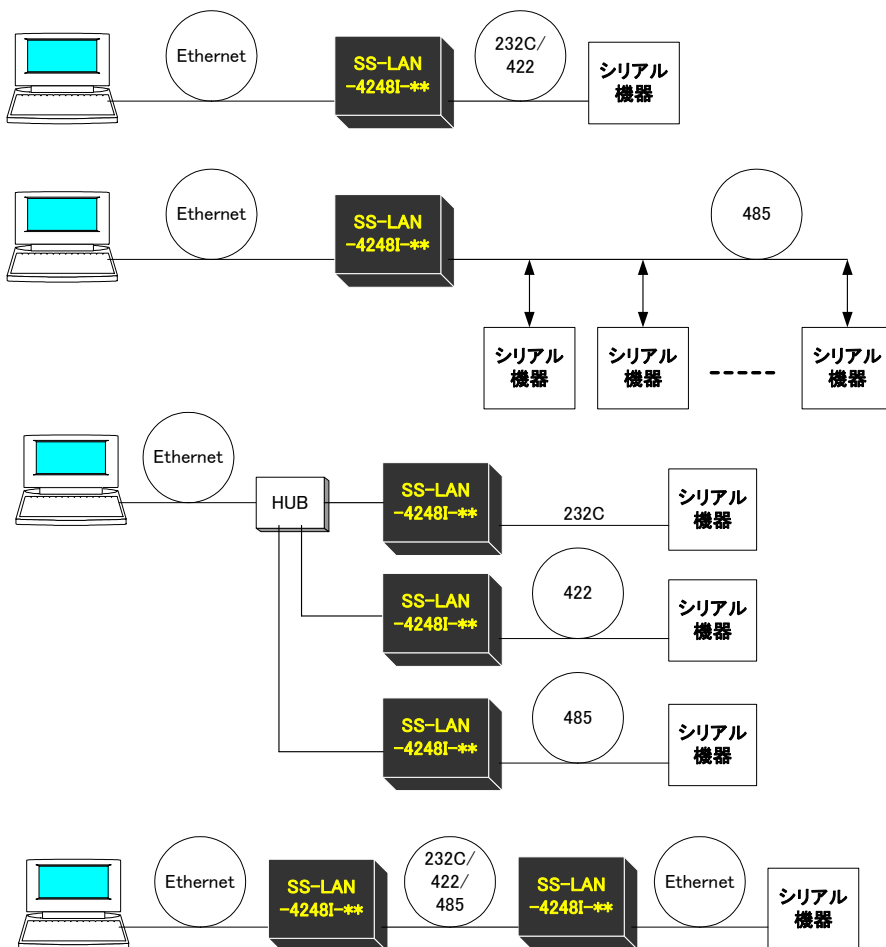 Ethernet
SS-LAN
-4248I-**
232C/
422
シリアル
機器
Ethernet
SS-LAN
-4248I-**
485
シリアル
機器
シリアル
機器
-----
シリアル
機器
Ethernet
HUB
SS-LAN
-4248I-**
232C
シリアル
機器
SS-LAN
-4248I-**
422
シリアル
機器
SS-LAN
-4248I-**
485
シリアル
機器
Ethernet
SS-LAN
-4248I-**
232C/
422/
485
SS-LAN
-4248I-**
Ethernet
シリアル
機器